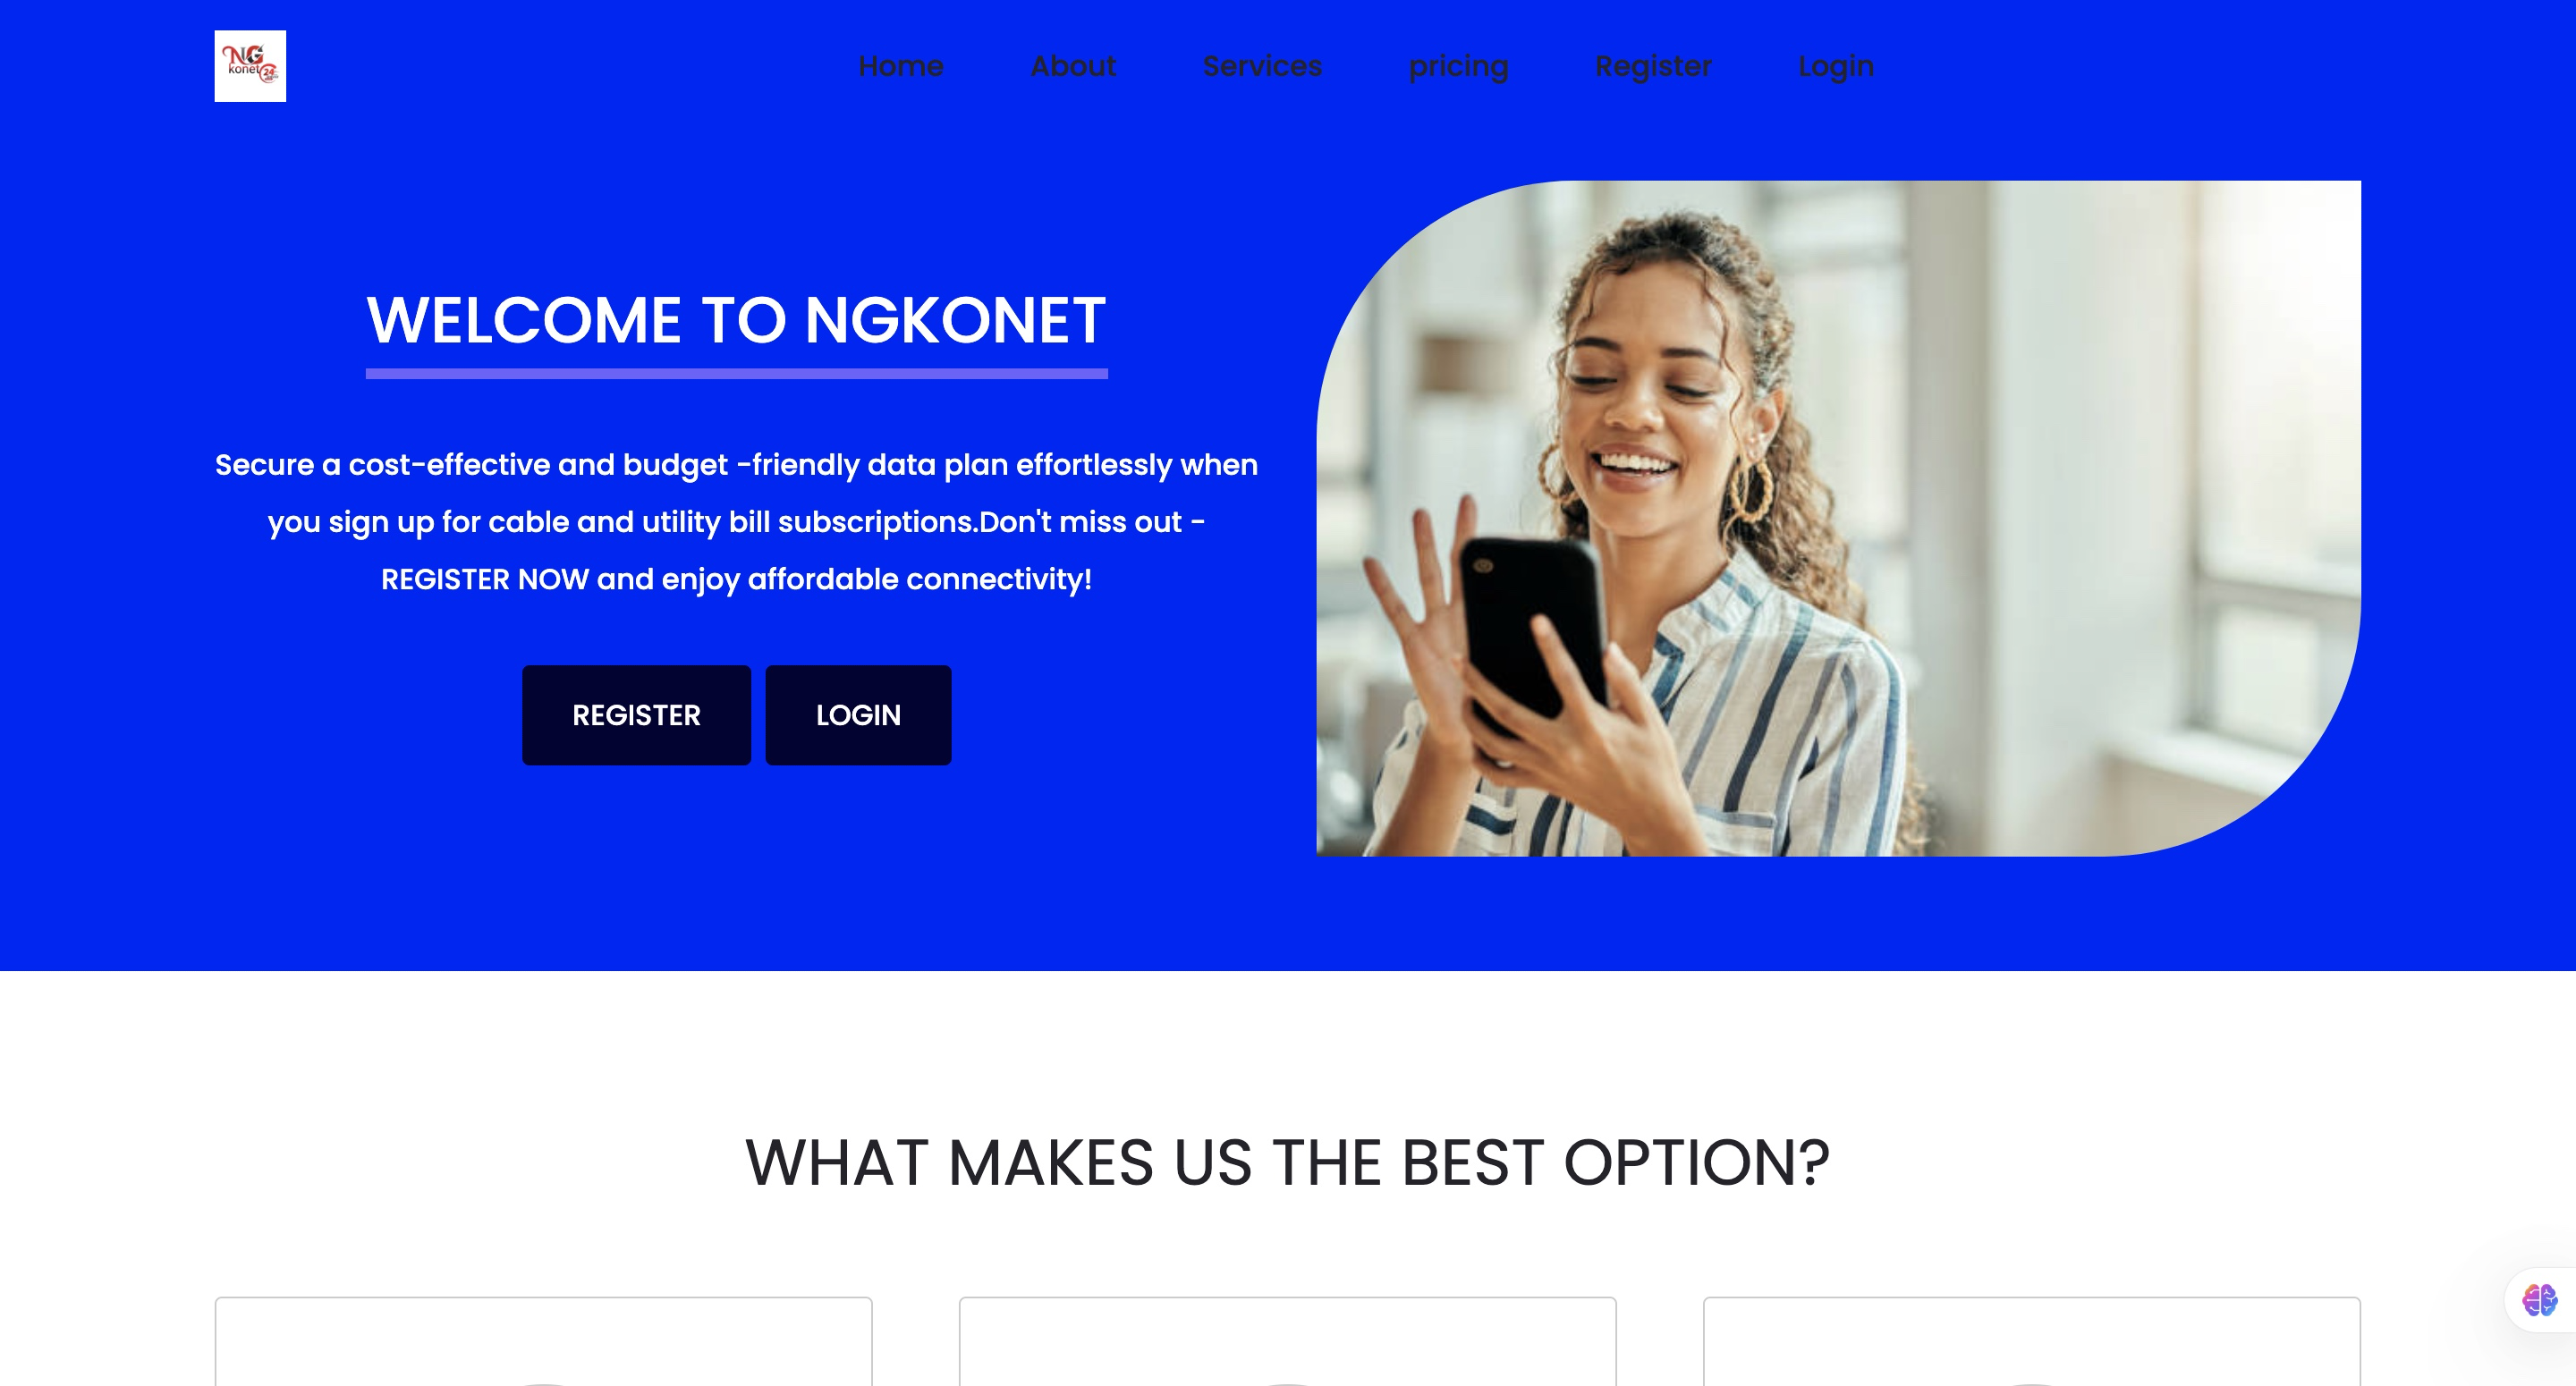 NG
konet 24
Home About Services pricing Register Login
WELCOME TO NGKONET
Secure a cost-effective and budget -friendly data plan effortlessly when
you sign up for cable and utility bill subscriptions.Don't miss out -
REGISTER NOW and enjoy affordable connectivity!
REGISTER LOGIN
WHAT MAKES US THE BEST OPTION?